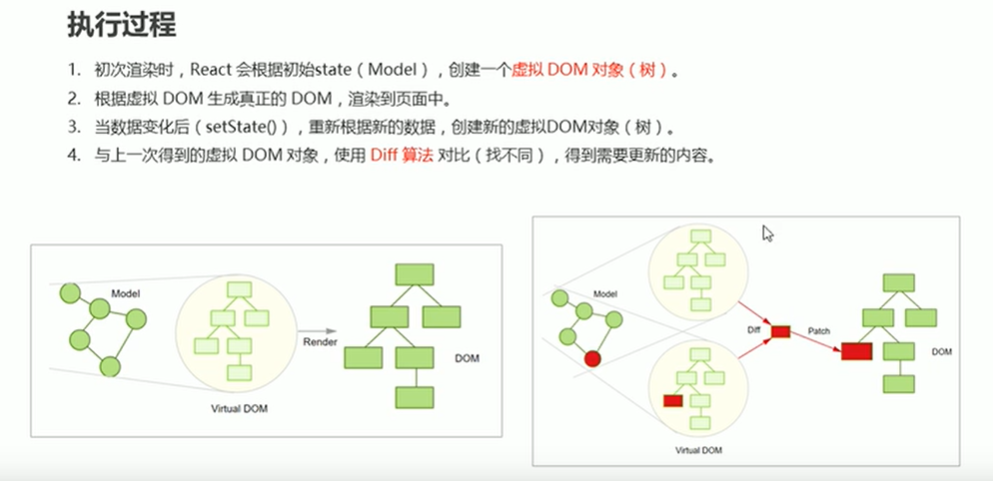 执行过程
1. 初次渲染时，React 会根据初始state（Model），创建一个虚拟 DOM 对象（树）。
2. 根据虚拟 DOM 生成真正的 DOM，渲染到页面中。
3. 当数据变化后（setState()），重新根据新的数据，创建新的虚拟DOM对象（树）。
4. 与上一次得到的虚拟 DOM 对象，使用 Diff 算法 对比（找不同），得到需要更新的内容。
Model
Render
DOM
Virtual DOM
Model
Diff
Patch
DOM
Virtual DOM